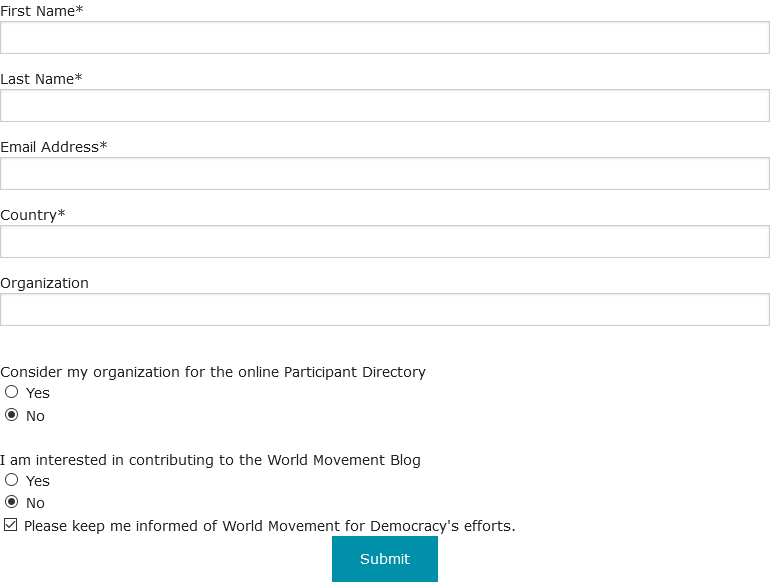 First Name*
Last Name*
Email Address*
Country*
Organization
Consider my organization for the online Participant Directory
Yes
No
I am interested in contributing to the World Movement Blog
Yes
No
Please keep me informed of World Movement for Democracy's efforts.
Submit